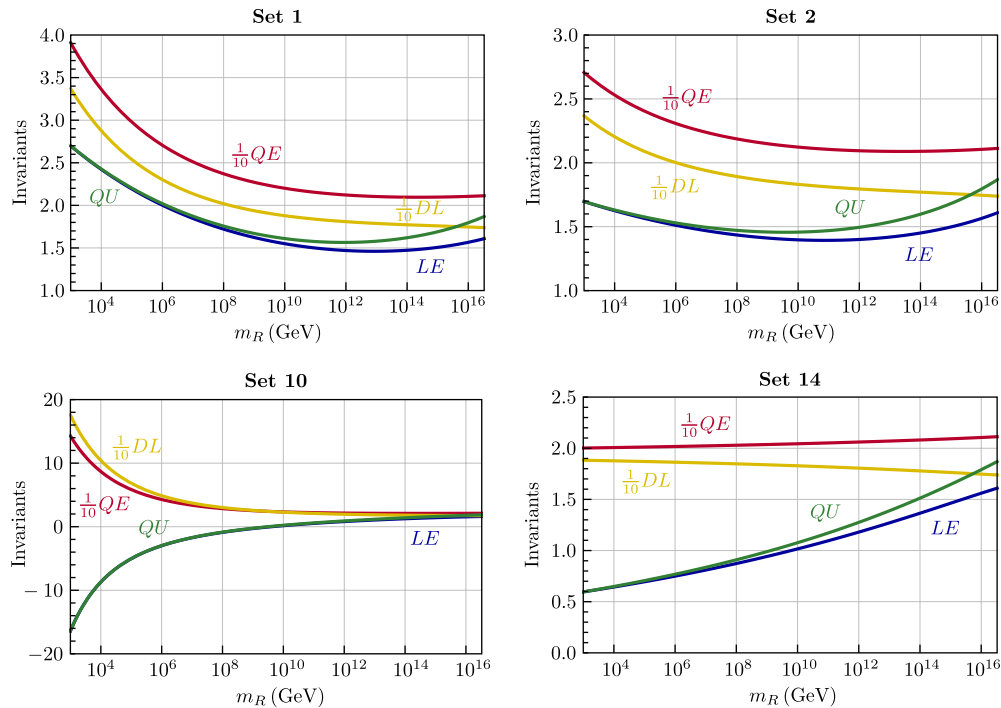 Set 1
4.0
3.5
3.0
2.5
2.0
1.5
1.0
Invariants
1/10 QE
1/10 DL
QU
LE
10^4 10^6 10^8 10^10 10^12 10^14 10^16
m_R (GeV)
Set 2
3.0
2.5
2.0
1.5
1.0
Invariants
1/10 QE
1/10 DL
QU
LE
10^4 10^6 10^8 10^10 10^12 10^14 10^16
m_R (GeV)
Set 10
20
10
0
− 10
−20
Invariants
1/10 DL
1/10 QE
QU
LE
10^4 10^6 10^8 10^10 10^12 10^14 10^16
m_R (GeV)
Set 14
2.5
2.0
1.5
1.0
0.5
0.0
Invariants
1/10 QE
1/10 DL
QU
LE
10^4 10^6 10^8 10^10 10^12 10^14 10^16
m_R (GeV)